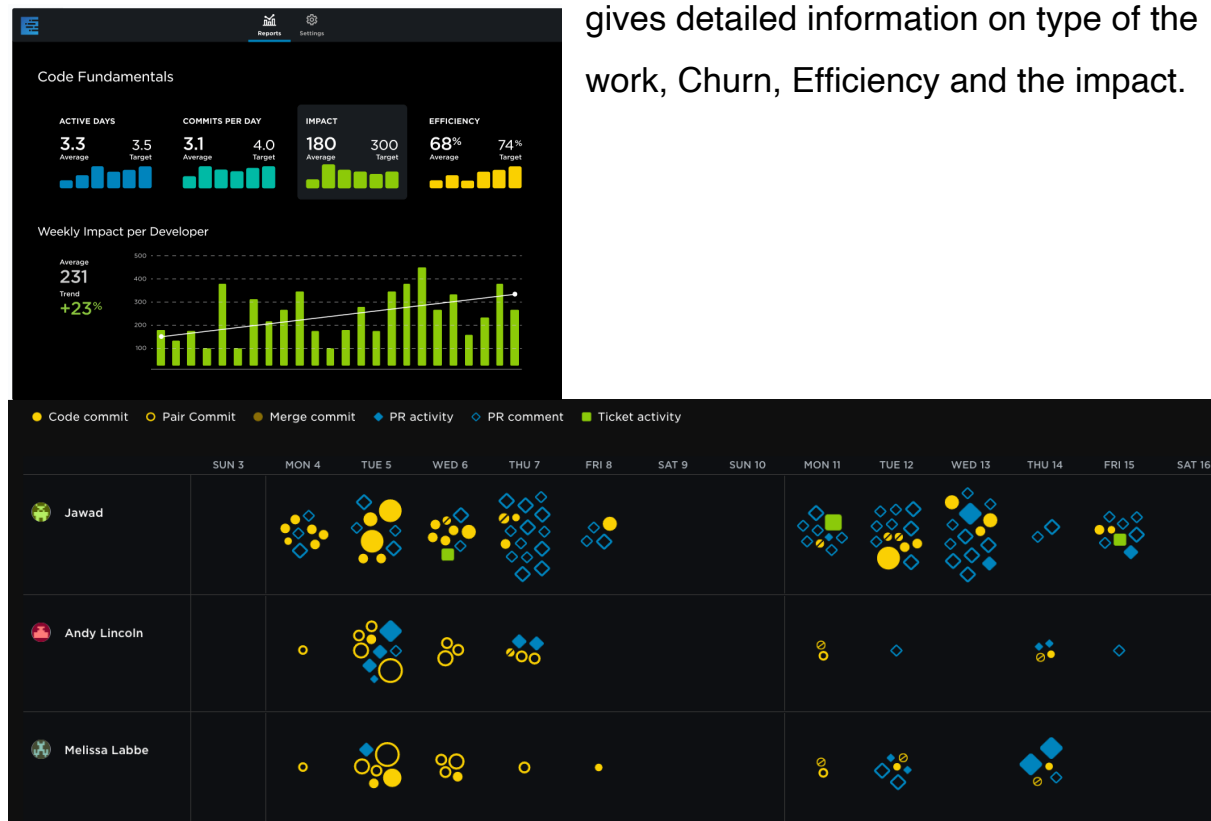 gives detailed information on type of the
work, Churn, Efficiency and the impact.
Reports Settings
Code Fundamentals
ACTIVE DAYS
3.3 3.5
Average Target
COMMITS PER DAY
3.1 4.0
Average Target
IMPACT
180 300
Average Target
EFFICIENCY
68% 74%
Average Target
Weekly Impact per Developer
Average
231
Trend
+23%
500
400
300
200
100
Code commit Pair Commit Merge commit PR activity PR comment Ticket activity
SUN 3 MON 4 TUE 5 WED 6 THU 7 FRI 8 SAT 9 SUN 10 MON 11 TUE 12 WED 13 THU 14 FRI 15 SAT 16
Jawad
Andy Lincoln
Melissa Labbe